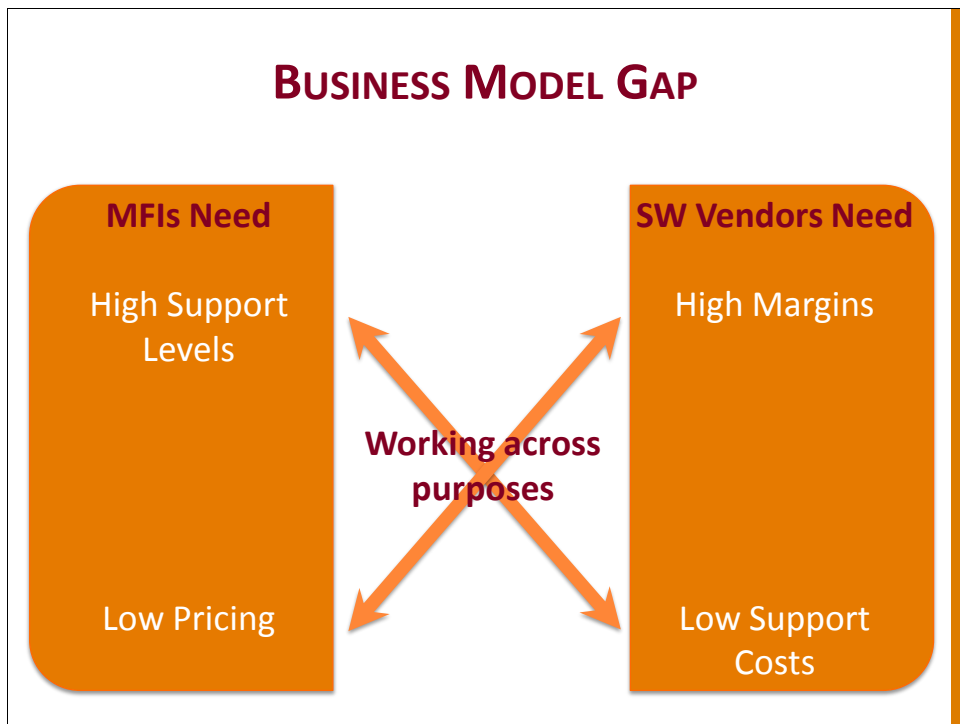 BUSINESS MODEL GAP
MFIs Need
High Support
Levels
Low Pricing
Working across
purposes
SW Vendors Need
High Margins
Low Support
Costs